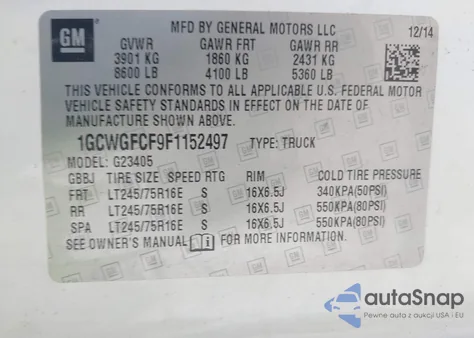 GM
MFD BY GENERAL MOTORS LLC 12/14
GVWR GAWR FRT GAWR RR
3901 KG 1860 KG 2431 KG
8600 LB 4100 LB 5360 LB
THIS VEHICLE CONFORMS TO ALL APPLICABLE U.S. FEDERAL MOTOR
VEHICLE SAFETY STANDARDS IN EFFECT ON THE DATE OF
MANUFACTURE SHOWN ABOVE.
1GCWGFCF9F1152497 TYPE: TRUCK
MODEL: G23405
GBBJ TIRE SIZE SPEED RTG RIM COLD TIRE PRESSURE
FRT LT245/75R16E S 16X6.5J 340KPA(50PSI)
RR LT245/75R16E S 16X6.5J 550KPA(80PSI)
SPA LT245/75R16E S 16X6.5J 550KPA(80PSI)
SEE OWNER'S MANUAL FOR MORE INFORMATION.
autoSnap
Pewne auta z aukcji USA i EU